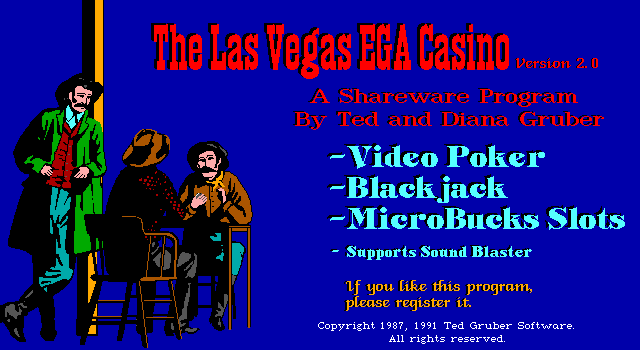 The Las Vegas EGA Casino Version 2.0
A Shareware Program
By Ted and Diana Gruber
-Video Poker
-Blackjack
-MicroBucks Slots
- Supports Sound Blaster
If you like this program,
please register it.
Copyright 1987, 1991 Ted Gruber Software.
All rights reserved.